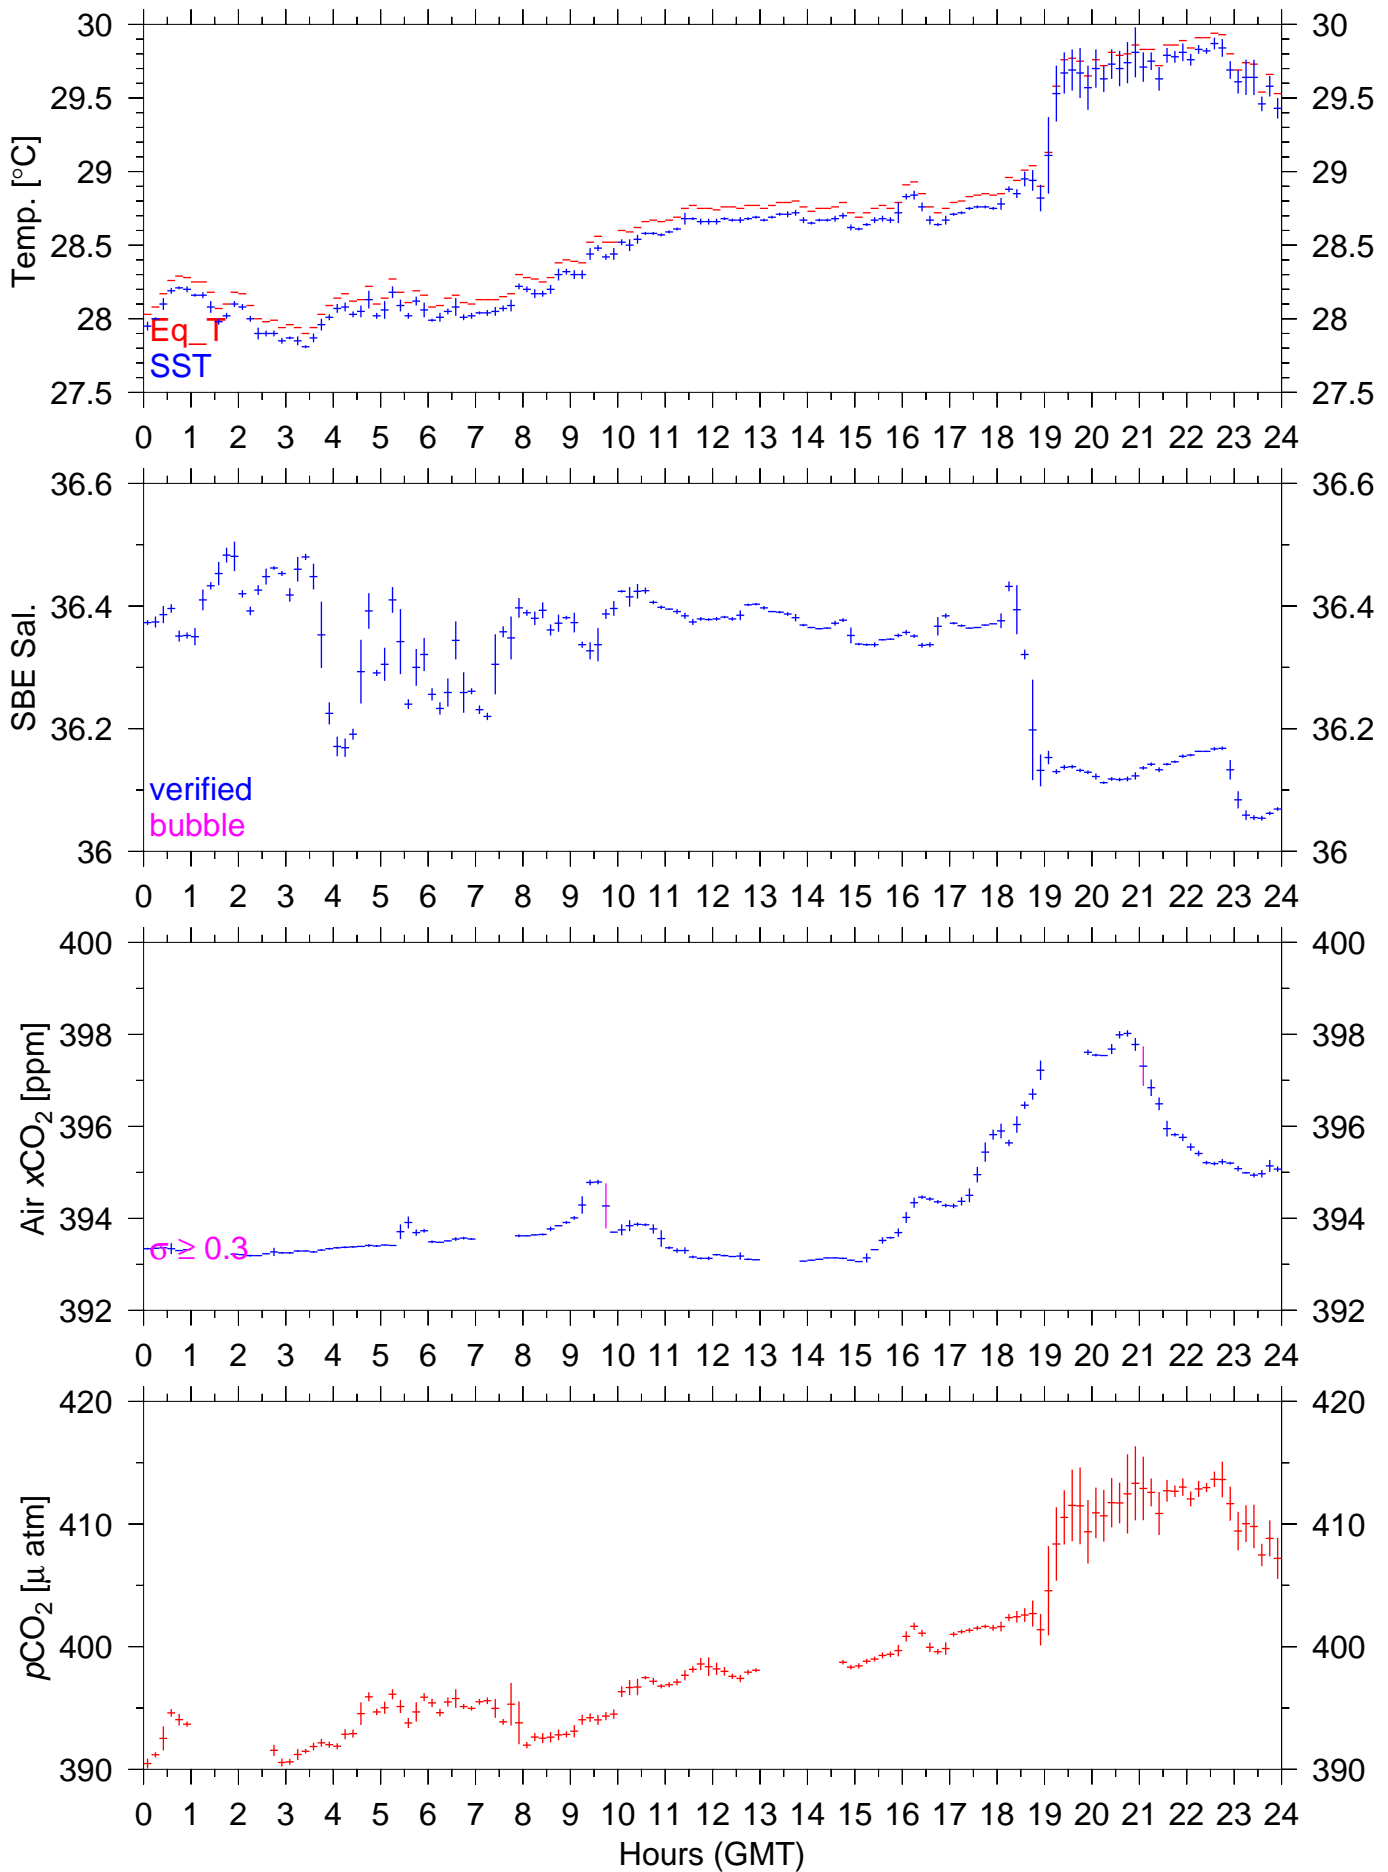 30 30
29.5 29.5
29 29
28.5 28.5
28 28
27.5 27.5
Temp. [°C]
Eq_T
SST
0 1 2 3 4 5 6 7 8 9 10 11 12 13 14 15 16 17 18 19 20 21 22 23 24
36.6 36.6
36.4 36.4
36.2 36.2
36 36
SBE Sal.
verified
bubble
0 1 2 3 4 5 6 7 8 9 10 11 12 13 14 15 16 17 18 19 20 21 22 23 24
400 400
398 398
396 396
394 394
392 392
Air xCO₂ [ppm]
σ ≥ 0.3
0 1 2 3 4 5 6 7 8 9 10 11 12 13 14 15 16 17 18 19 20 21 22 23 24
420 420
410 410
400 400
390 390
pCO₂ [μ atm]
0 1 2 3 4 5 6 7 8 9 10 11 12 13 14 15 16 17 18 19 20 21 22 23 24
Hours (GMT)